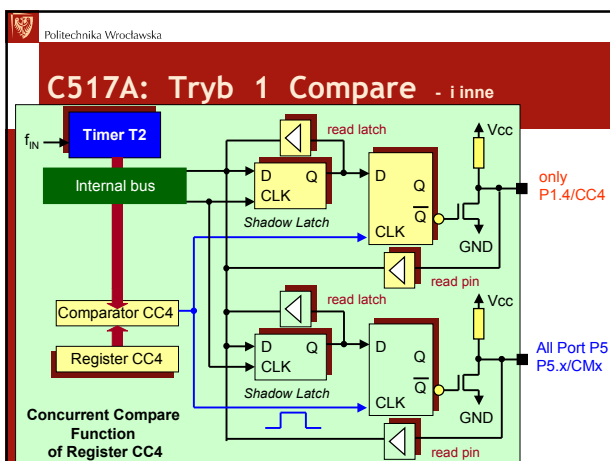 Politechnika Wrocławska
C517A: Tryb 1 Compare - i inne
Timer T2
f IN
Internal bus
read latch
D Q
CLK
Shadow Latch
D
Q
Q
CLK
Vcc
GND
only
P1.4/CC4
read pin
Comparator CC4
Register CC4
read latch
D Q
CLK
Shadow Latch
D
Q
Q
CLK
Vcc
GND
All Port P5
P5.x/CMx
read pin
Concurrent Compare
Function
of Register CC4